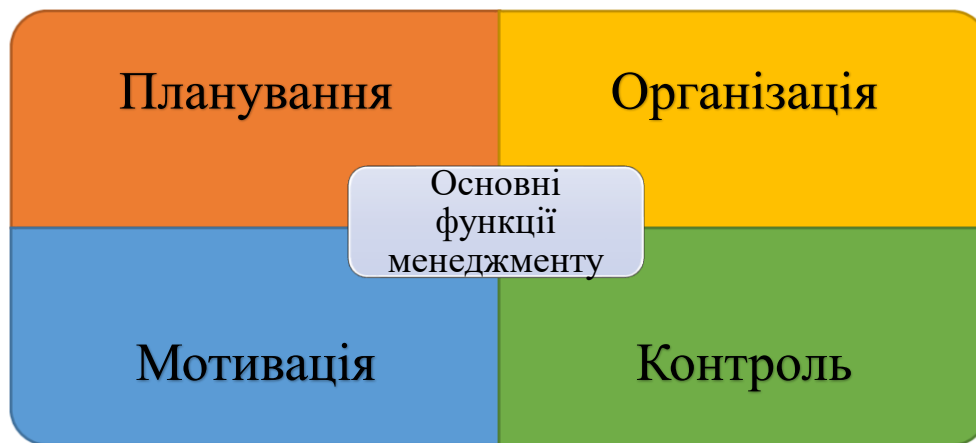 Планування
Організація
Основні
функції
менеджменту
Мотивація
Контроль